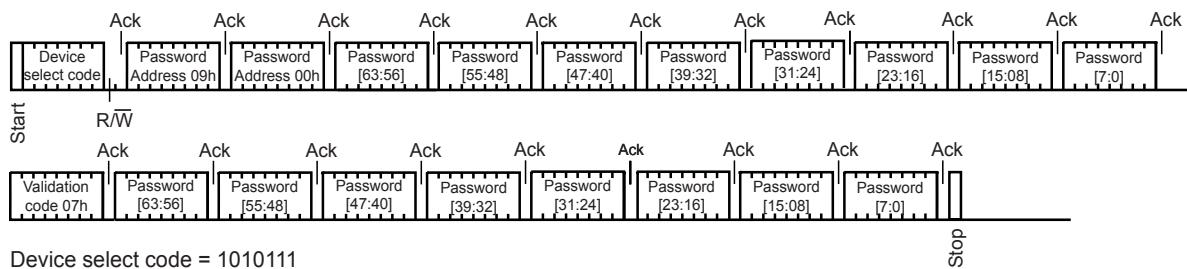 Ack Ack Ack Ack Ack Ack Ack Ack Ack Ack Ack
Device select code Password Address 09h Password Address 00h Password [63:56] Password [55:48] Password [47:40] Password [39:32] Password [31:24] Password [23:16] Password [15:08] Password [7:0]
Start R/W̅
Ack Ack Ack Ack Ack Ack Ack Ack Ack
Validation code 07h Password [63:56] Password [55:48] Password [47:40] Password [39:32] Password [31:24] Password [23:16] Password [15:08] Password [7:0]
Stop
Device select code = 1010111